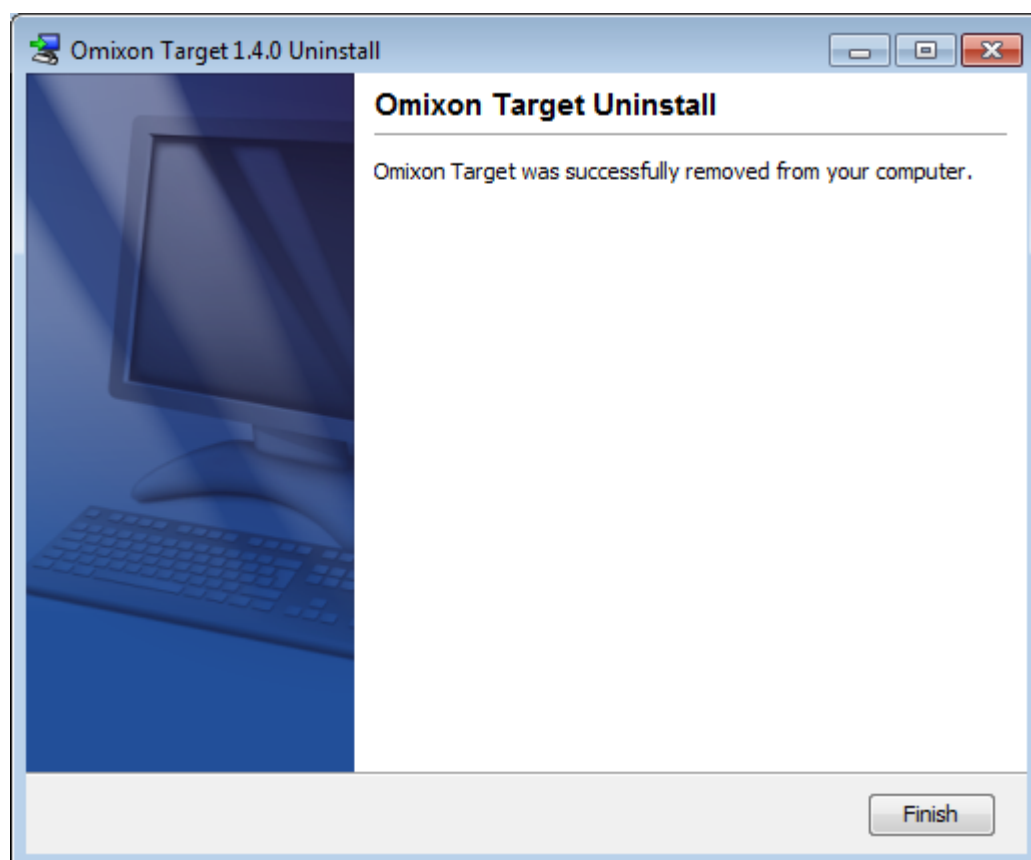 Omixon Target 1.4.0 Uninstall
Omixon Target Uninstall
Omixon Target was successfully removed from your computer.
Finish